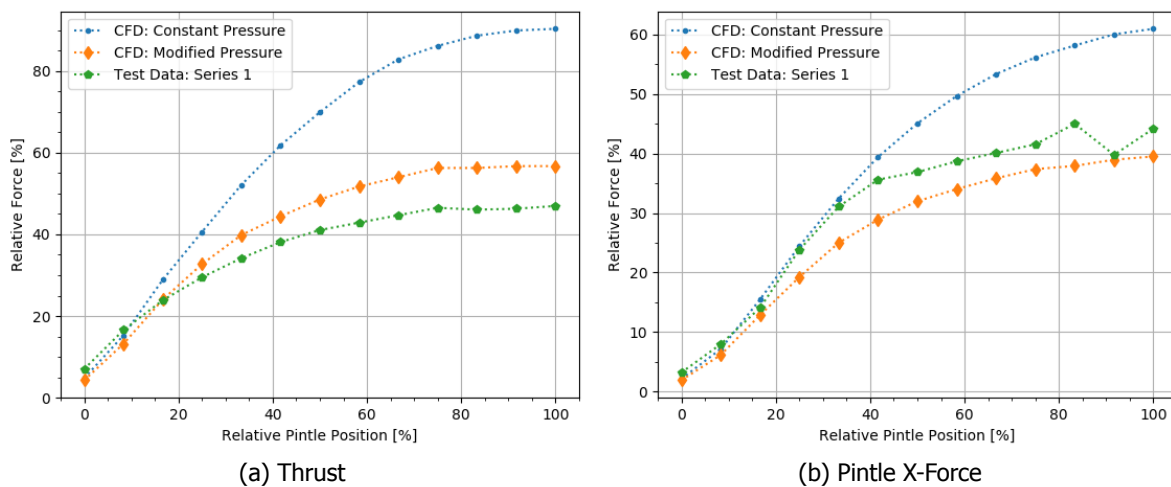 CFD: Constant Pressure
CFD: Modified Pressure
Test Data: Series 1
80
60
40
20
0
Relative Force [%]
0 20 40 60 80 100
Relative Pintle Position [%]
(a) Thrust
CFD: Constant Pressure
CFD: Modified Pressure
Test Data: Series 1
60
50
40
30
20
10
0
Relative Force [%]
0 20 40 60 80 100
Relative Pintle Position [%]
(b) Pintle X-Force